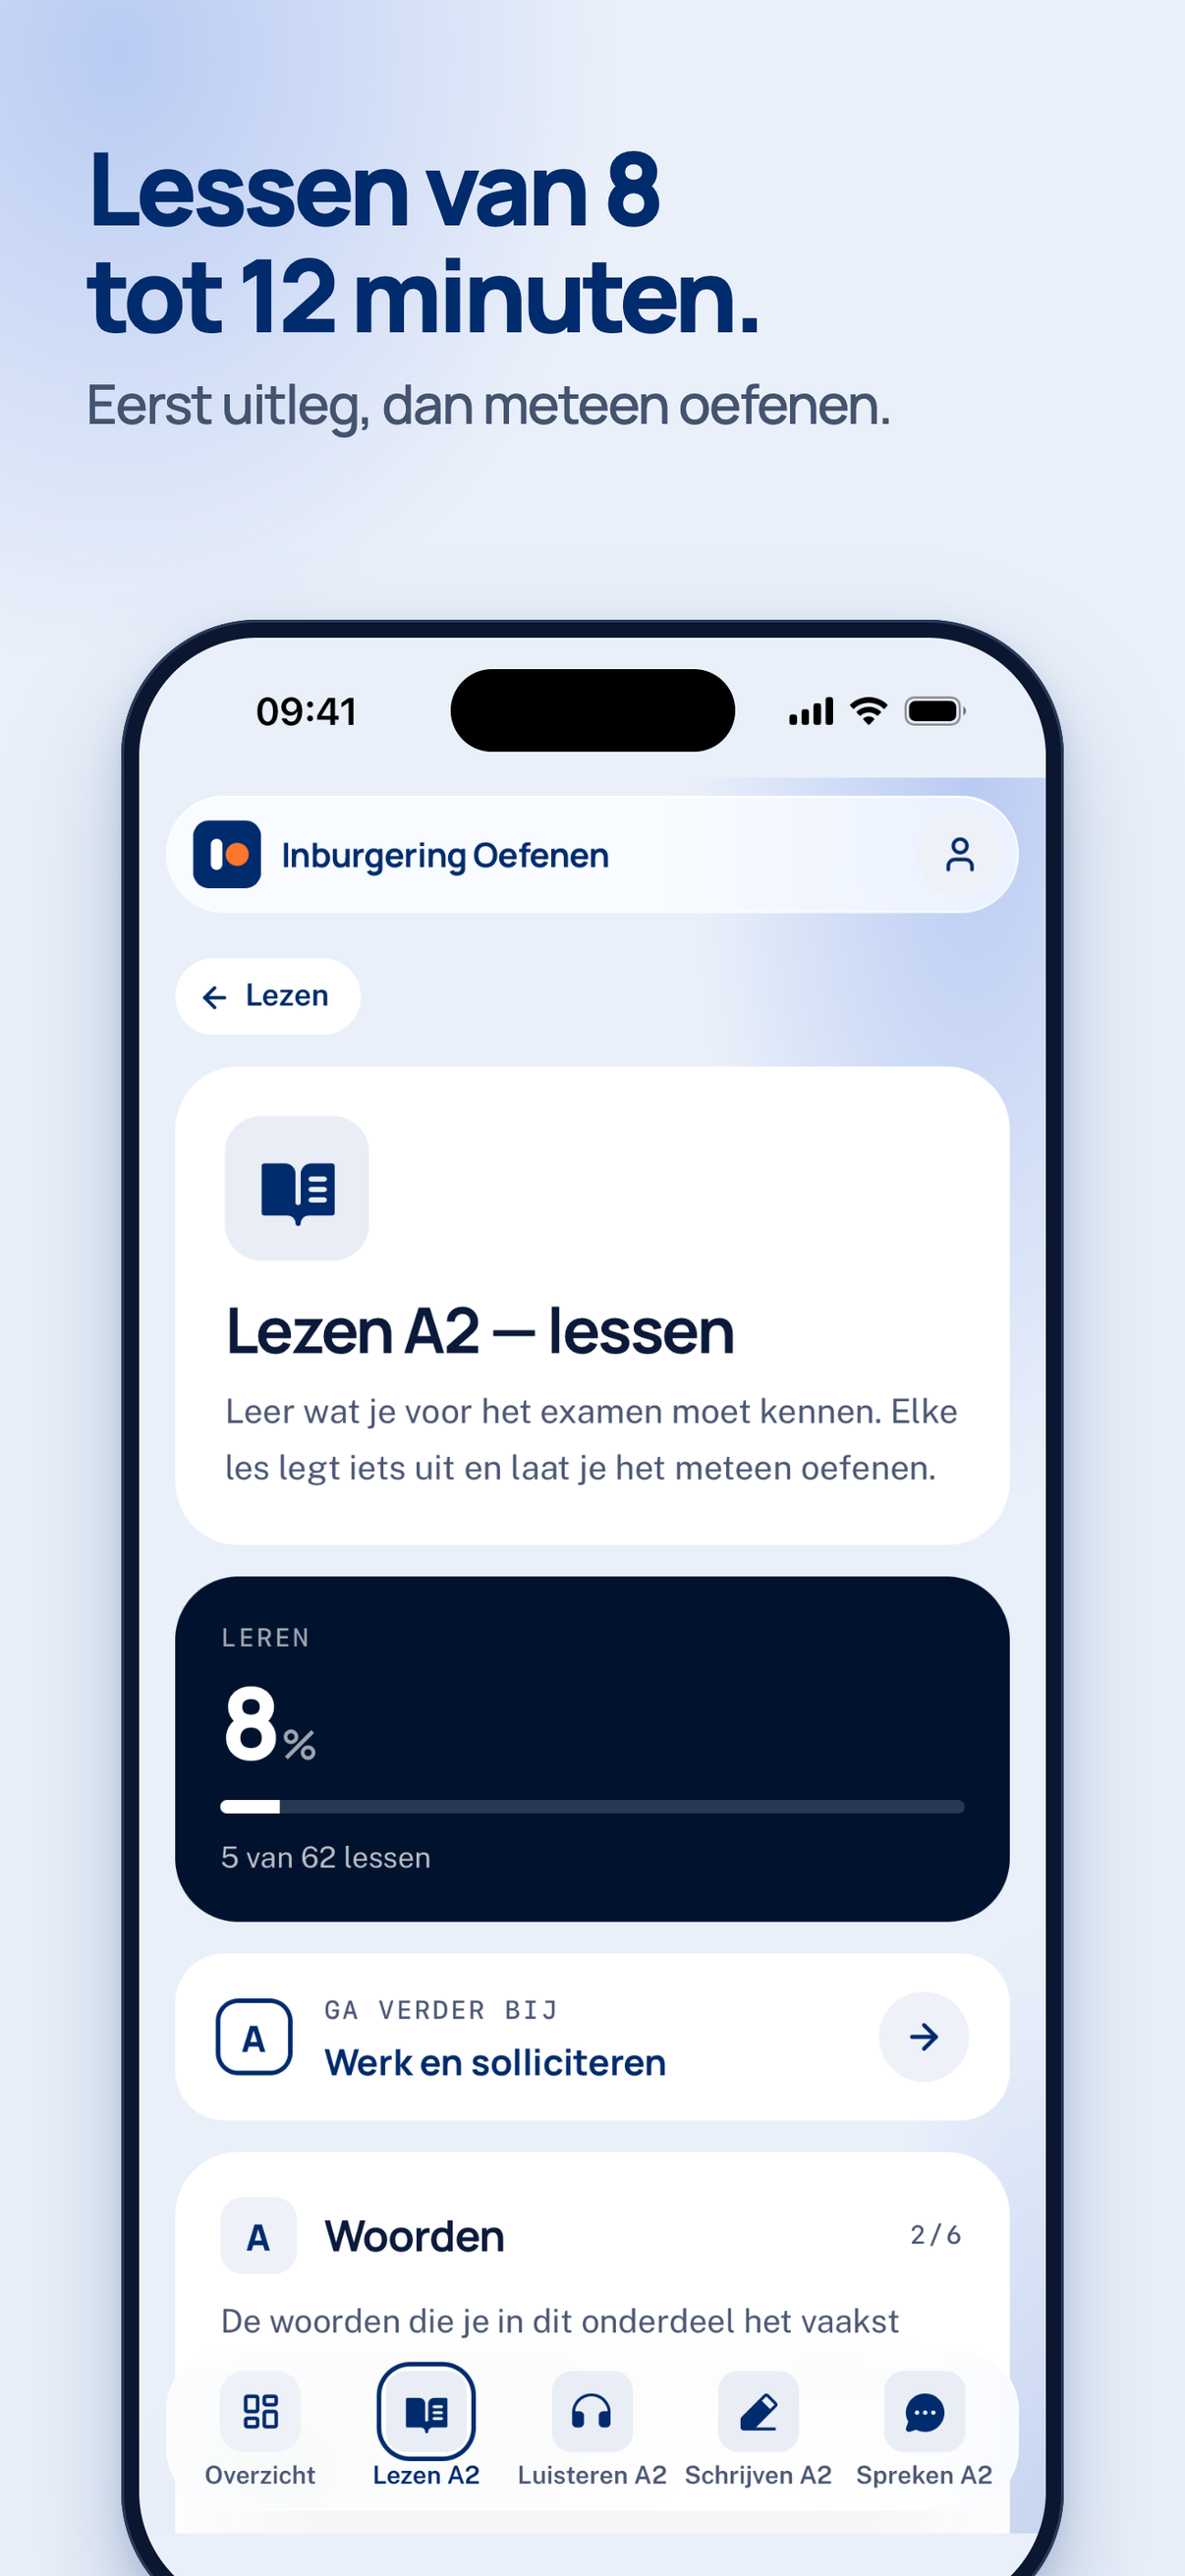 Lessen van 8
tot 12 minuten.
Eerst uitleg, dan meteen oefenen.
09:41
Inburgering Oefenen
Lezen
Lezen A2 — lessen
Leer wat je voor het examen moet kennen. Elke
les legt iets uit en laat je het meteen oefenen.
LEREN
8%
5 van 62 lessen
A
GA VERDER BIJ
Werk en solliciteren
A
Woorden
2/6
De woorden die je in dit onderdeel het vaakst
Overzicht
Lezen A2
Luisteren A2
Schrijven A2
Spreken A2